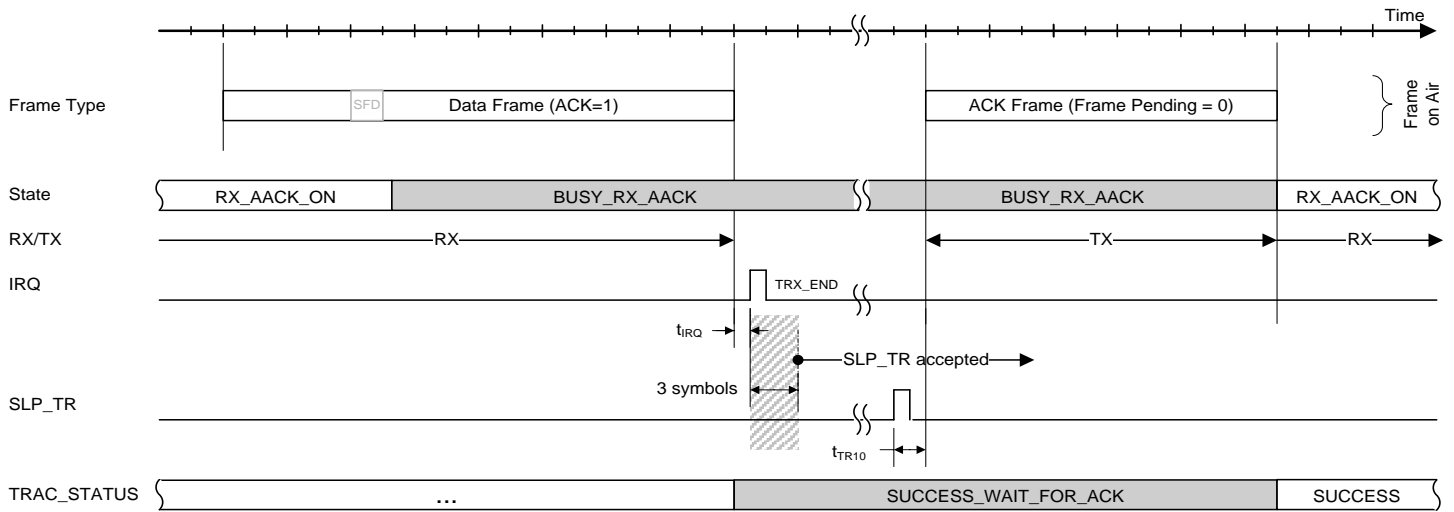 Time
Frame Type
SFD
Data Frame (ACK=1)
ACK Frame (Frame Pending = 0)
Frame
on Air
State
RX_AACK_ON
BUSY_RX_AACK
BUSY_RX_AACK
RX_AACK_ON
RX/TX
RX
TX
RX
IRQ
TRX_END
tIRQ
SLP_TR accepted
3 symbols
SLP_TR
tTR10
TRAC_STATUS
...
SUCCESS_WAIT_FOR_ACK
SUCCESS